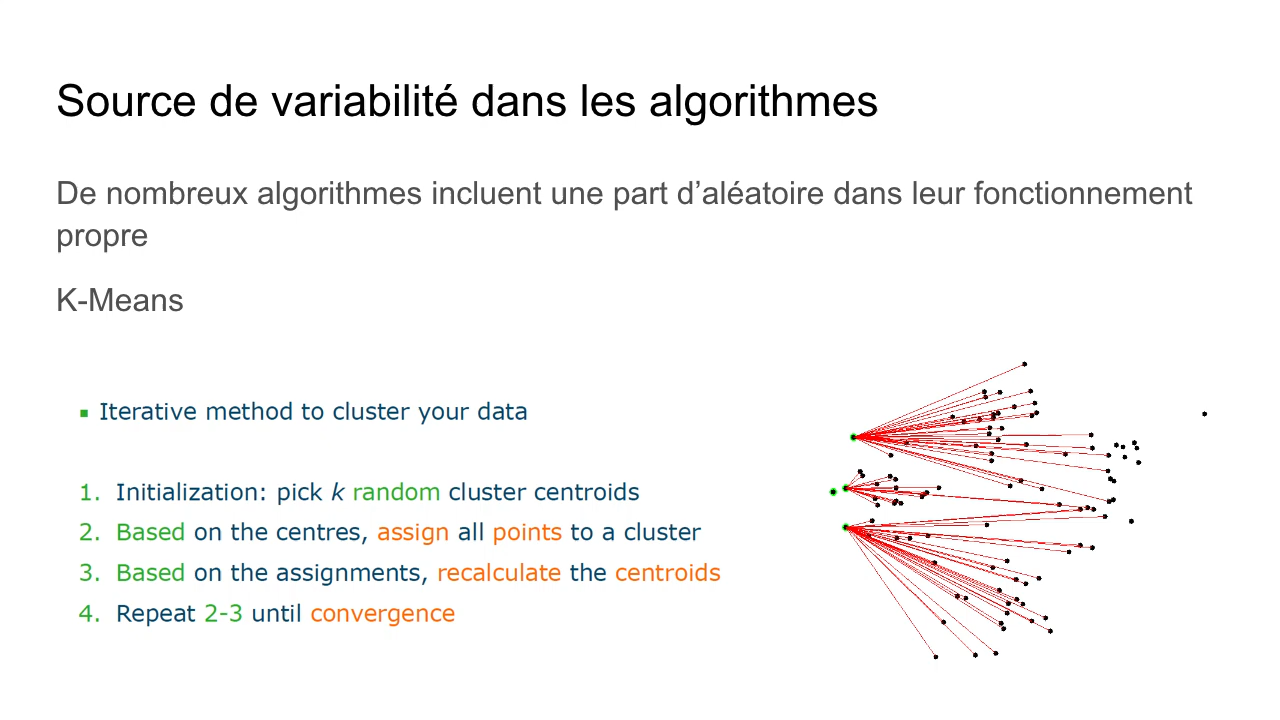 Source de variabilité dans les algorithmes
De nombreux algorithmes incluent une part d’aléatoire dans leur fonctionnement
propre
K-Means
▪ Iterative method to cluster your data
1. Initialization: pick k random cluster centroids
2. Based on the centres, assign all points to a cluster
3. Based on the assignments, recalculate the centroids
4. Repeat 2-3 until convergence